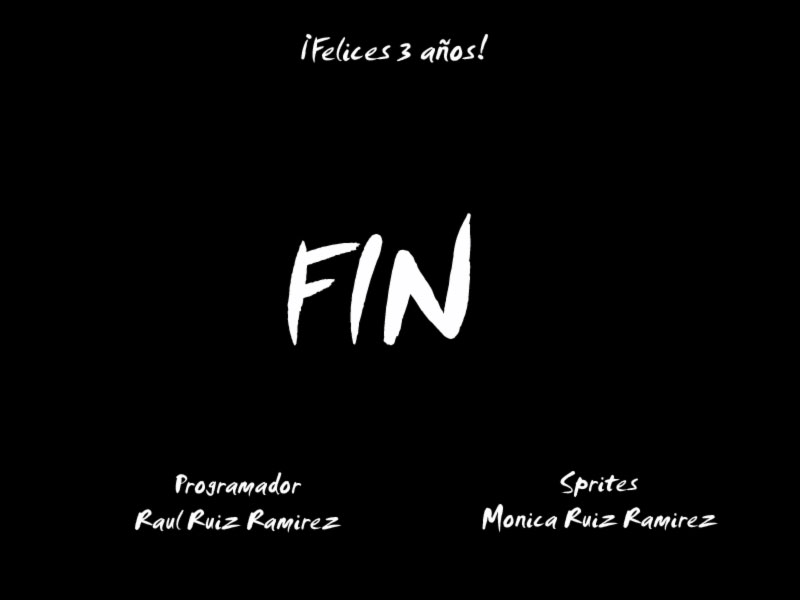 ¡Felices 3 años!
FIN
Programador
Raul Ruiz Ramirez
Sprites
Monica Ruiz Ramirez